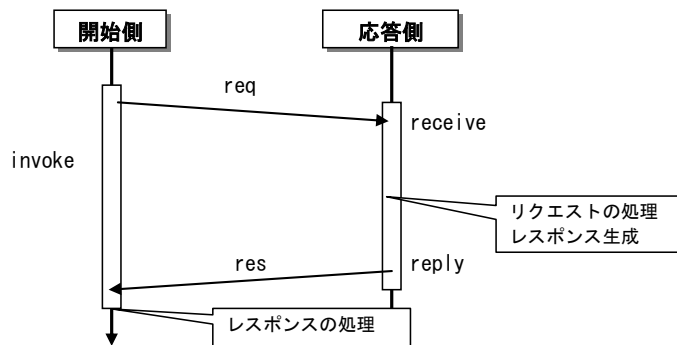 開始側
応答側
req
receive
invoke
リクエストの処理
レスポンス生成
res
reply
レスポンスの処理